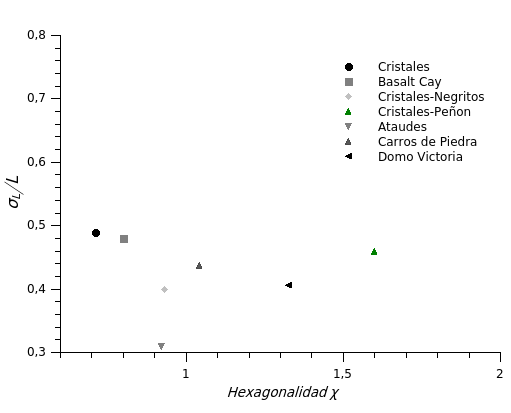 0,8
0,7
0,6
0,5
0,4
0,3
σL/L
Cristales
Basalt Cay
Cristales-Negritos
Cristales-Peñon
Ataudes
Carros de Piedra
Domo Victoria
1
1,5
2
Hexagonalidad χ